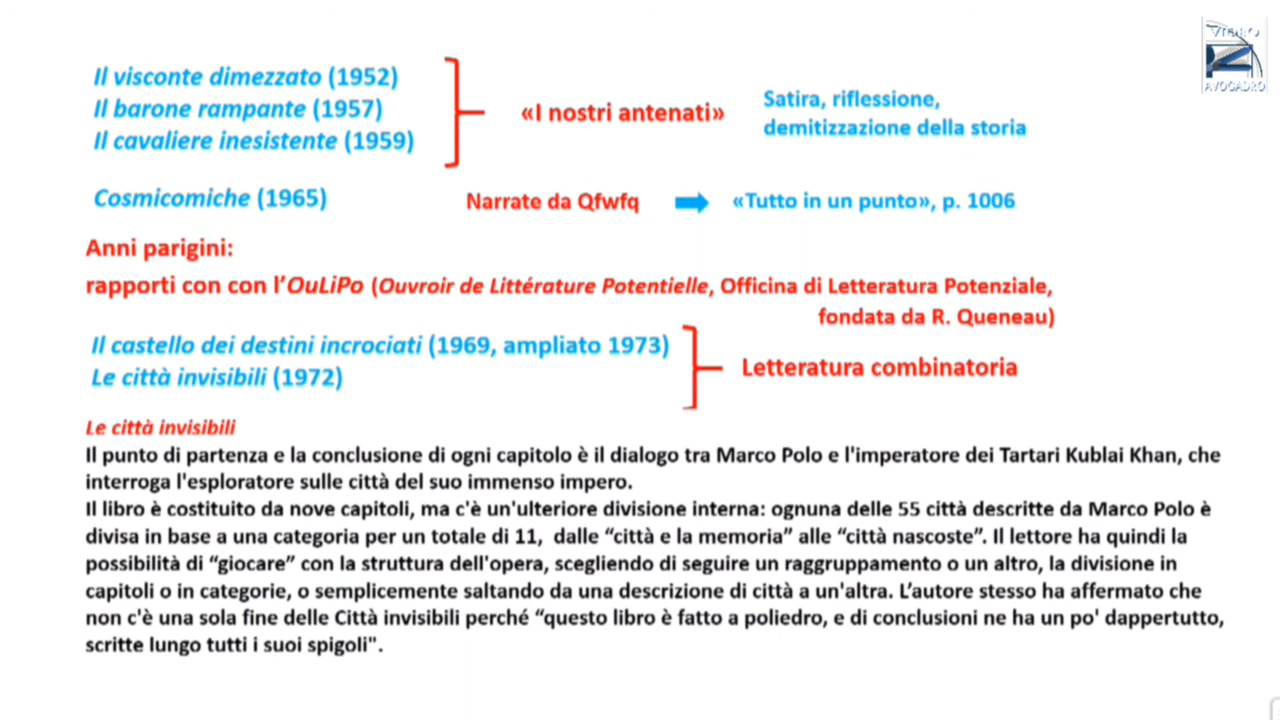 VIDEO
AVOGADRO
Il visconte dimezzato (1952)
Il barone rampante (1957)
Il cavaliere inesistente (1959)
«I nostri antenati»
Satira, riflessione,
demitizzazione della storia
Cosmicomiche (1965)
Narrate da Qfwfq
«Tutto in un punto», p. 1006
Anni parigini:
rapporti con con l’OuLiPo (Ouvroir de Littérature Potentielle, Officina di Letteratura Potenziale,
fondata da R. Queneau)
Il castello dei destini incrociati (1969, ampliato 1973)
Le città invisibili (1972)
Letteratura combinatoria
Le città invisibili
Il punto di partenza e la conclusione di ogni capitolo è il dialogo tra Marco Polo e l'imperatore dei Tartari Kublai Khan, che
interroga l'esploratore sulle città del suo immenso impero.
Il libro è costituito da nove capitoli, ma c'è un'ulteriore divisione interna: ognuna delle 55 città descritte da Marco Polo è
divisa in base a una categoria per un totale di 11, dalle “città e la memoria” alle “città nascoste”. Il lettore ha quindi la
possibilità di “giocare” con la struttura dell'opera, scegliendo di seguire un raggruppamento o un altro, la divisione in
capitoli o in categorie, o semplicemente saltando da una descrizione di città a un'altra. L’autore stesso ha affermato che
non c'è una sola fine delle Città invisibili perché “questo libro è fatto a poliedro, e di conclusioni ne ha un po' dappertutto,
scritte lungo tutti i suoi spigoli".